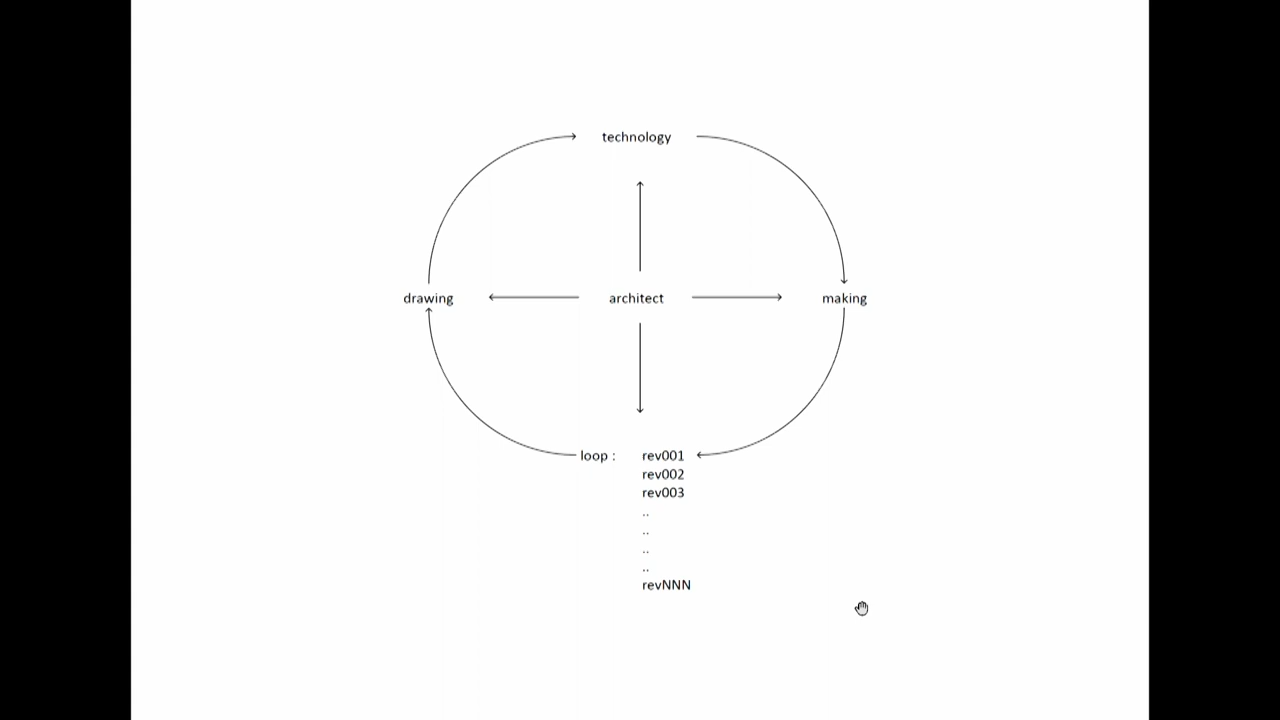 technology
drawing
architect
making
loop :
rev001
rev002
rev003
..
..
..
..
revNNN